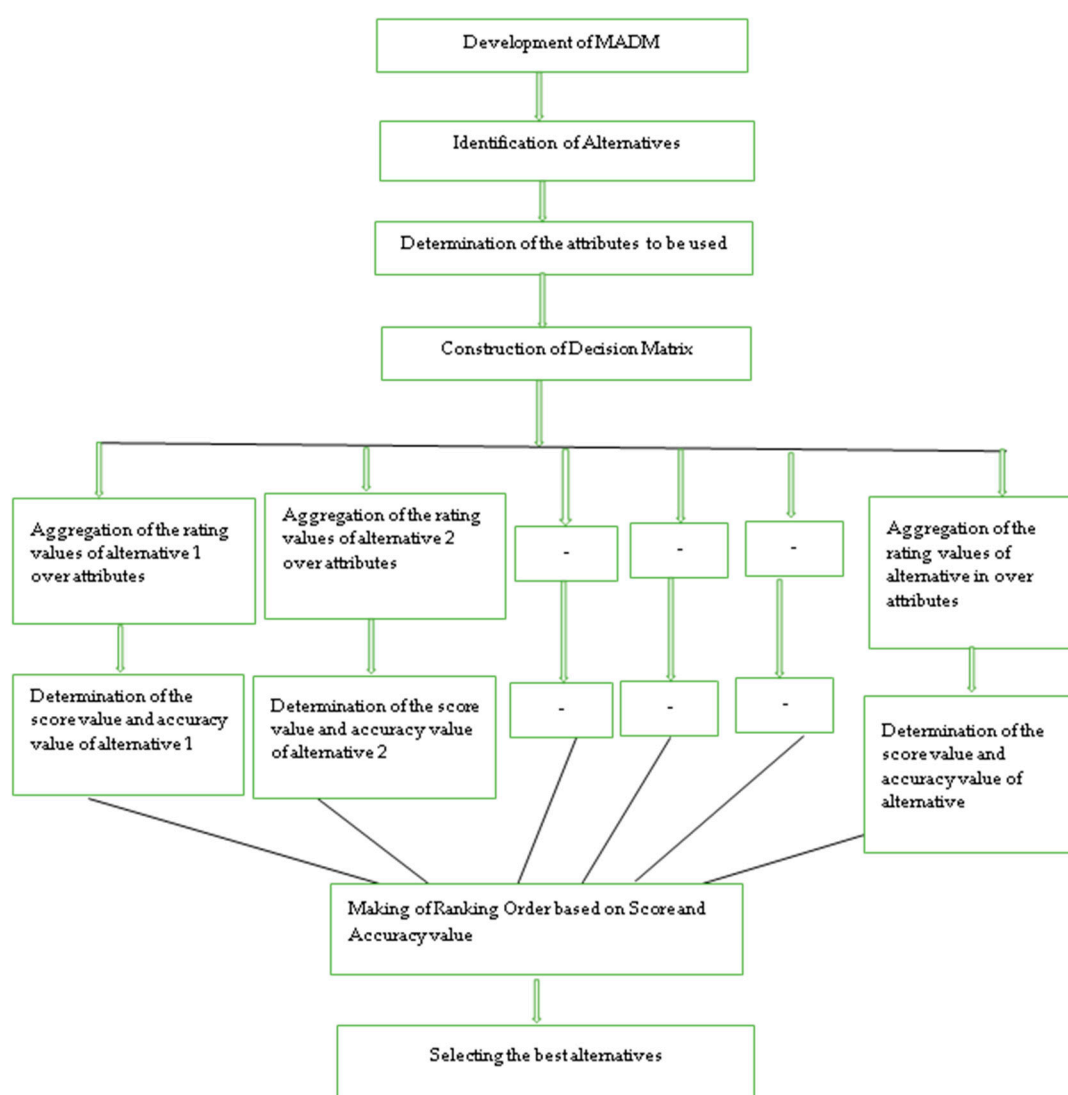 Development of MADM
Identification of Alternatives
Determination of the attributes to be used
Construction of Decision Matrix
Aggregation of the rating
values of alternative 1
over attributes
Aggregation of the rating
values of alternative 2
over attributes
-
-
-
Aggregation of the
rating values of
alternative in over
attributes
Determination of the
score value and accuracy
value of alternative 1
Determination of the score
value and accuracy value
of alternative 2
-
-
-
Determination of the
score value and
accuracy value of
alternative
Making of Ranking Order based on Score and
Accuracy value
Selecting the best alternatives